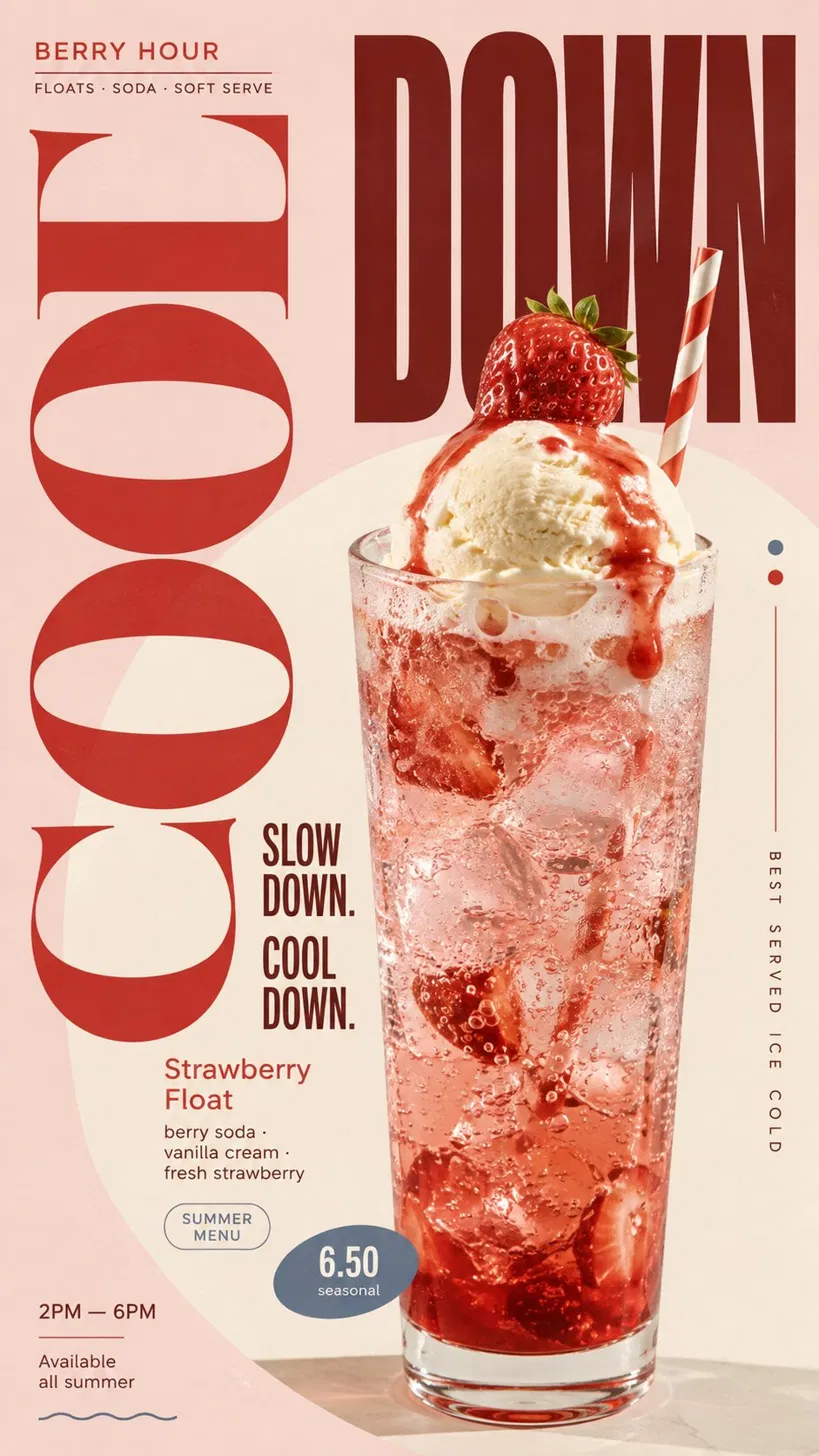 BERRY HOUR
FLOATS · SODA · SOFT SERVE
COOL
DOWN
SLOW
DOWN.
COOL
DOWN.
Strawberry
Float
berry soda ·
vanilla cream ·
fresh strawberry
SUMMER
MENU
6.50
seasonal
2PM — 6PM
Available
all summer
BEST SERVED ICE COLD